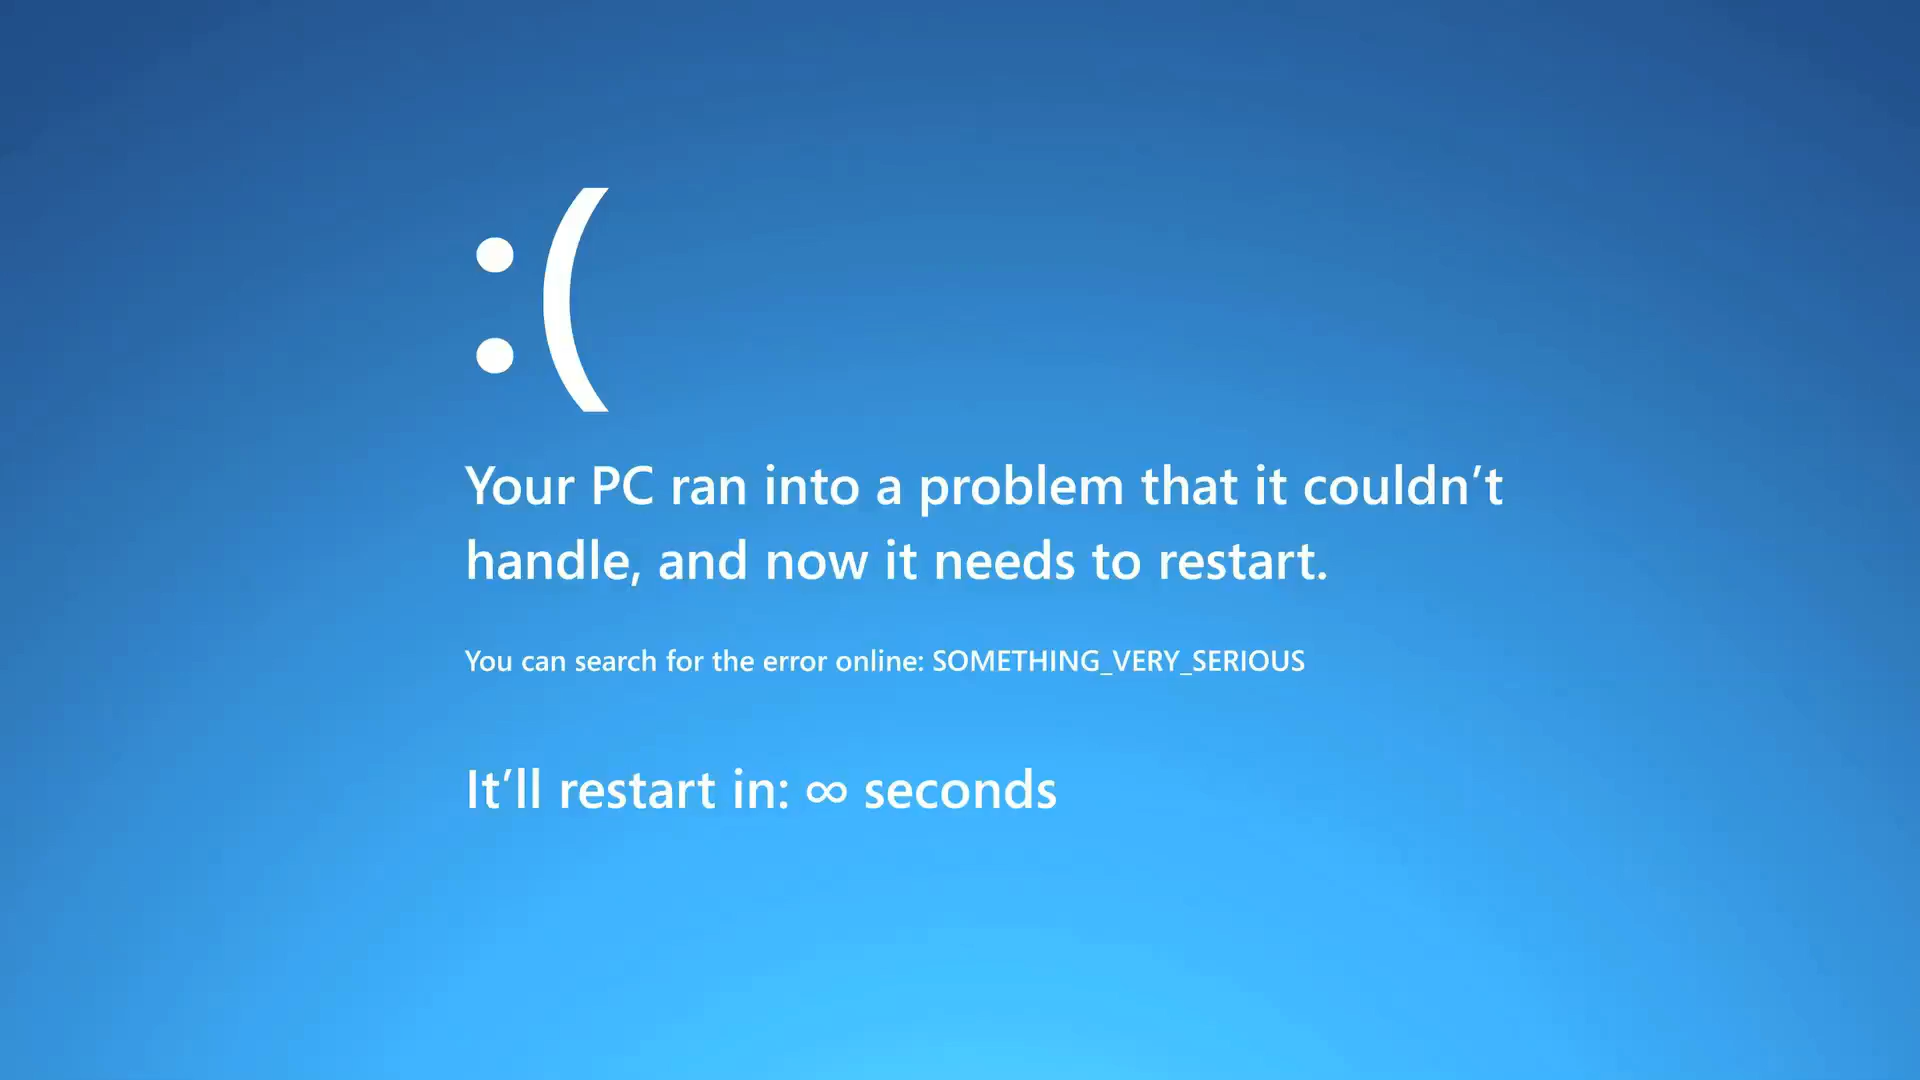 :(
Your PC ran into a problem that it couldn’t
handle, and now it needs to restart.
You can search for the error online: SOMETHING_VERY_SERIOUS
It’ll restart in: ∞ seconds